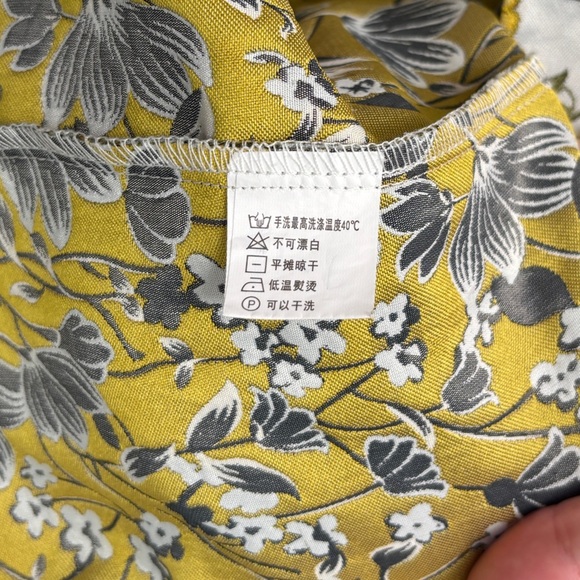 手洗最高洗涤温度40℃
不可漂白
平摊晾干
低温熨烫
Ⓟ 可以干洗